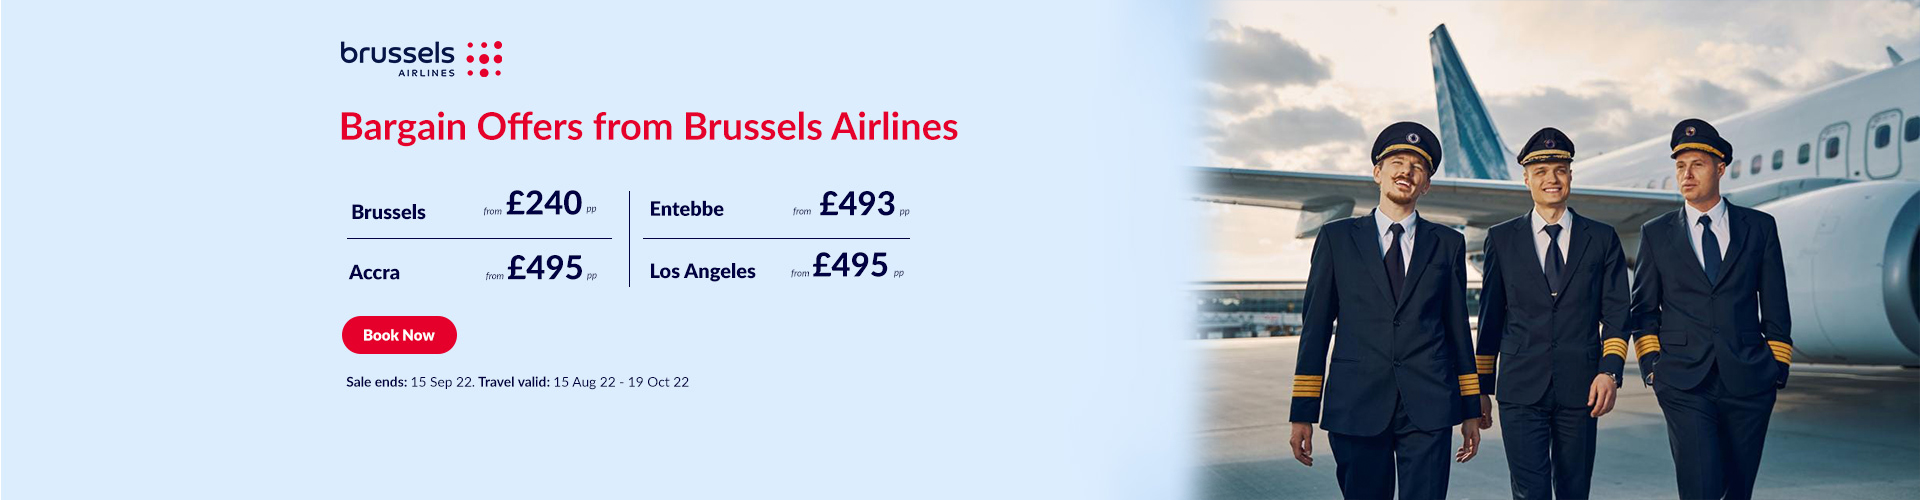 brussels
AIRLINES
Bargain Offers from Brussels Airlines
Brussels from £240 pp
Entebbe from £493 pp
Accra from £495 pp
Los Angeles from £495 pp
Book Now
Sale ends: 15 Sep 22. Travel valid: 15 Aug 22 - 19 Oct 22